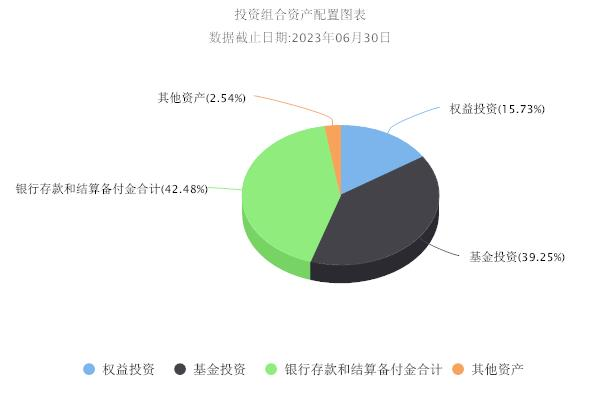 投资组合资产配置图表
数据截止日期:2023年06月30日
其他资产(2.54%)
权益投资(15.73%)
银行存款和结算备付金合计(42.48%)
基金投资(39.25%)
权益投资 基金投资 银行存款和结算备付金合计 其他资产